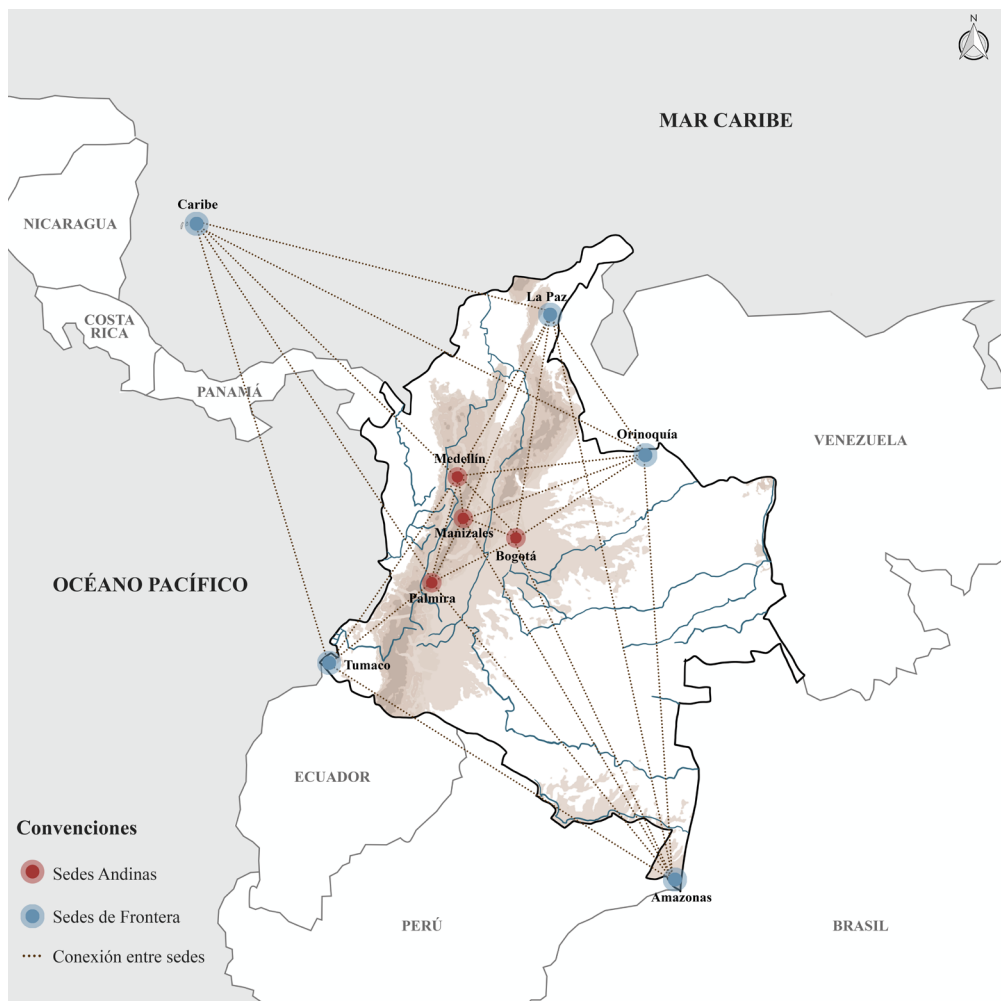 N
MAR CARIBE
Caribe
NICARAGUA
La Paz
COSTA
RICA
PANAMÁ
Orinoquía
VENEZUELA
Medellín
Manizales
Bogotá
OCÉANO PACÍFICO
Palmira
Tumaco
ECUADOR
Convenciones
Sedes Andinas
Amazonas
Sedes de Frontera
PERÚ
BRASIL
Conexión entre sedes